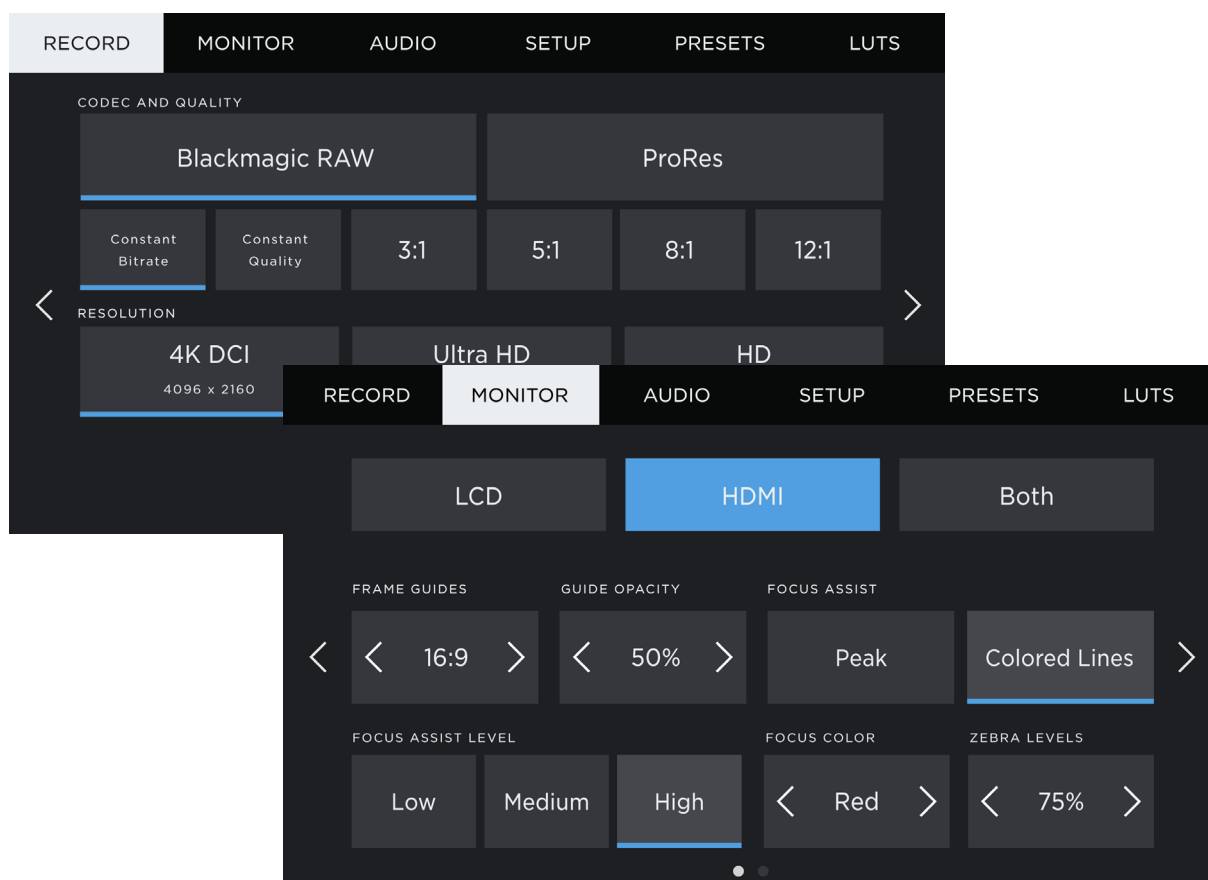 RECORD MONITOR AUDIO SETUP PRESETS LUTS
CODEC AND QUALITY
Blackmagic RAW ProRes
Constant Bitrate Constant Quality 3:1 5:1 8:1 12:1
RESOLUTION
4K DCI Ultra HD HD
4096 x 2160
RECORD MONITOR AUDIO SETUP PRESETS LUTS
LCD HDMI Both
FRAME GUIDES GUIDE OPACITY FOCUS ASSIST
16:9 50% Peak Colored Lines
FOCUS ASSIST LEVEL FOCUS COLOR ZEBRA LEVELS
Low Medium High Red 75%